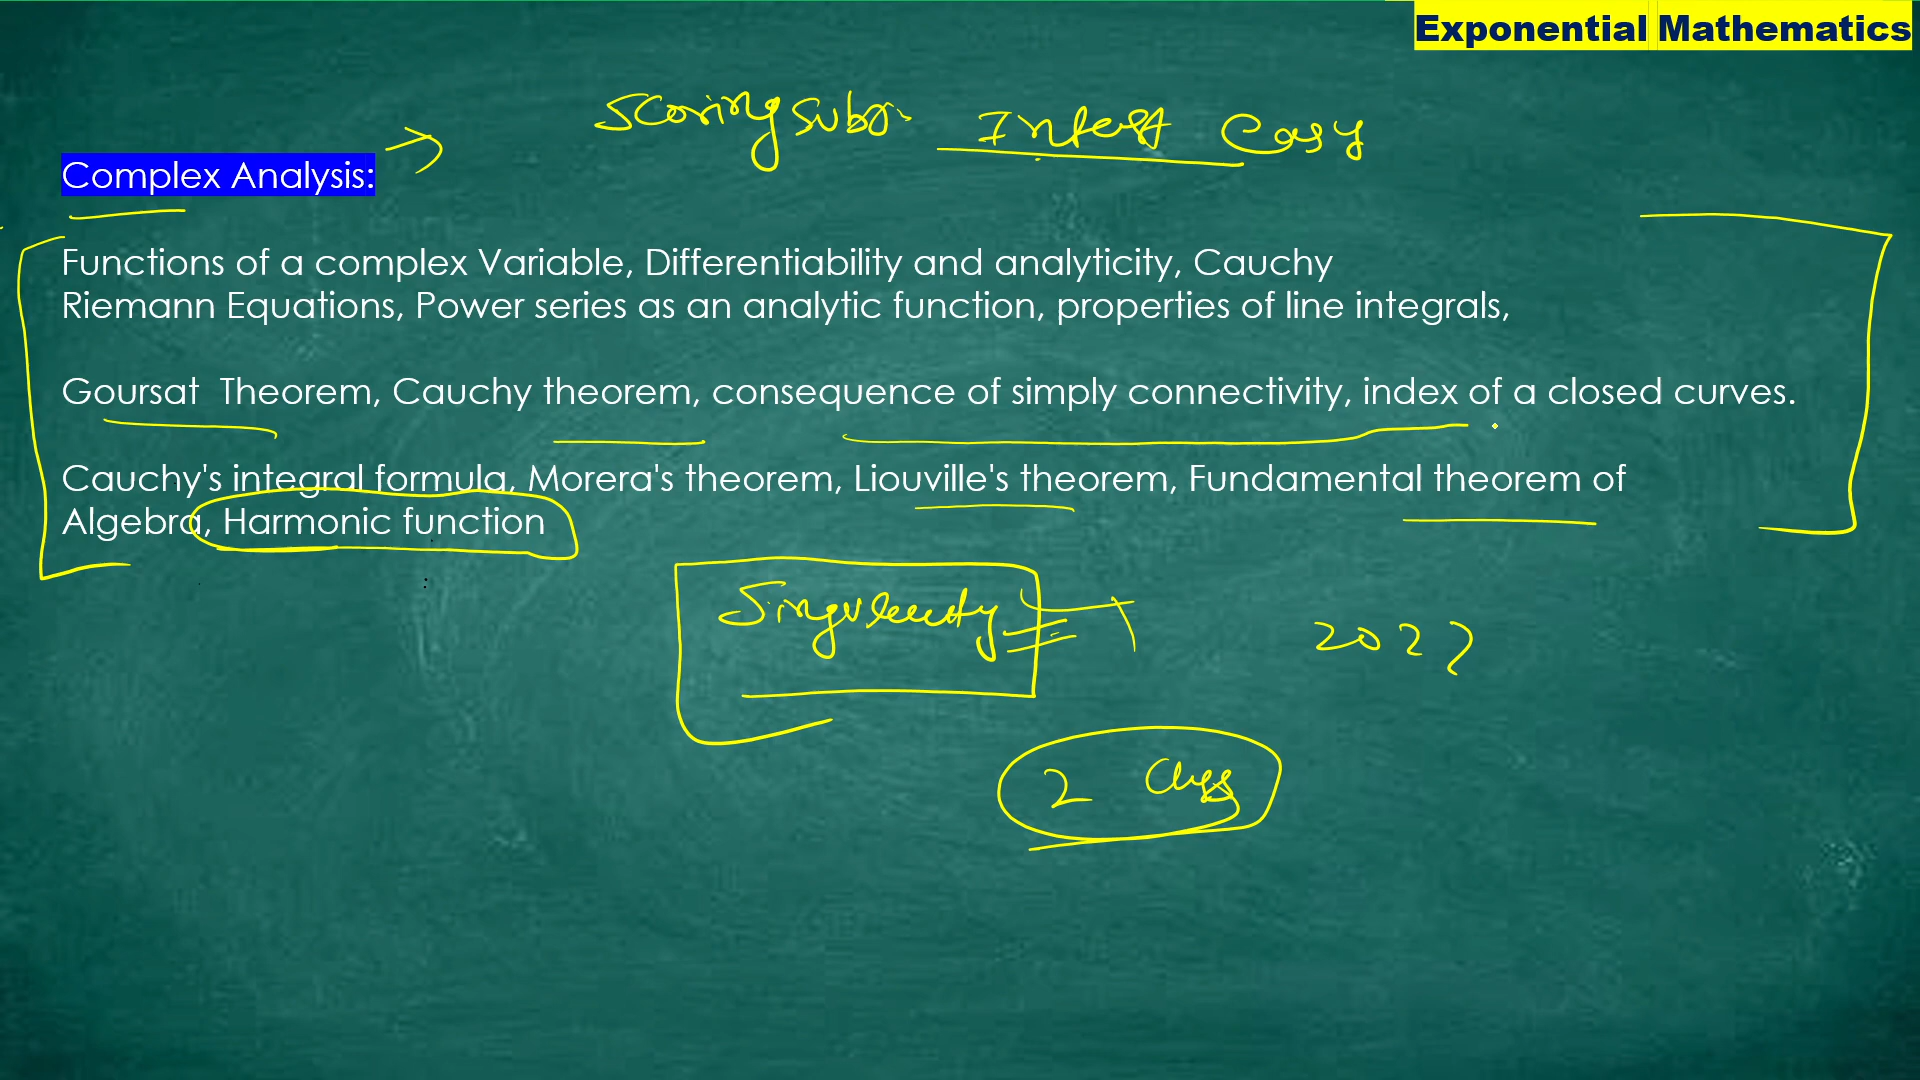 Exponential Mathematics
Scoring Subj. Intest Easy
Complex Analysis:
Functions of a complex Variable, Differentiability and analyticity, Cauchy
Riemann Equations, Power series as an analytic function, properties of line integrals,
Goursat Theorem, Cauchy theorem, consequence of simply connectivity, index of a closed curves.
Cauchy's integral formula, Morera's theorem, Liouville's theorem, Fundamental theorem of
Algebra, Harmonic function
Singularity
2022
2 Class